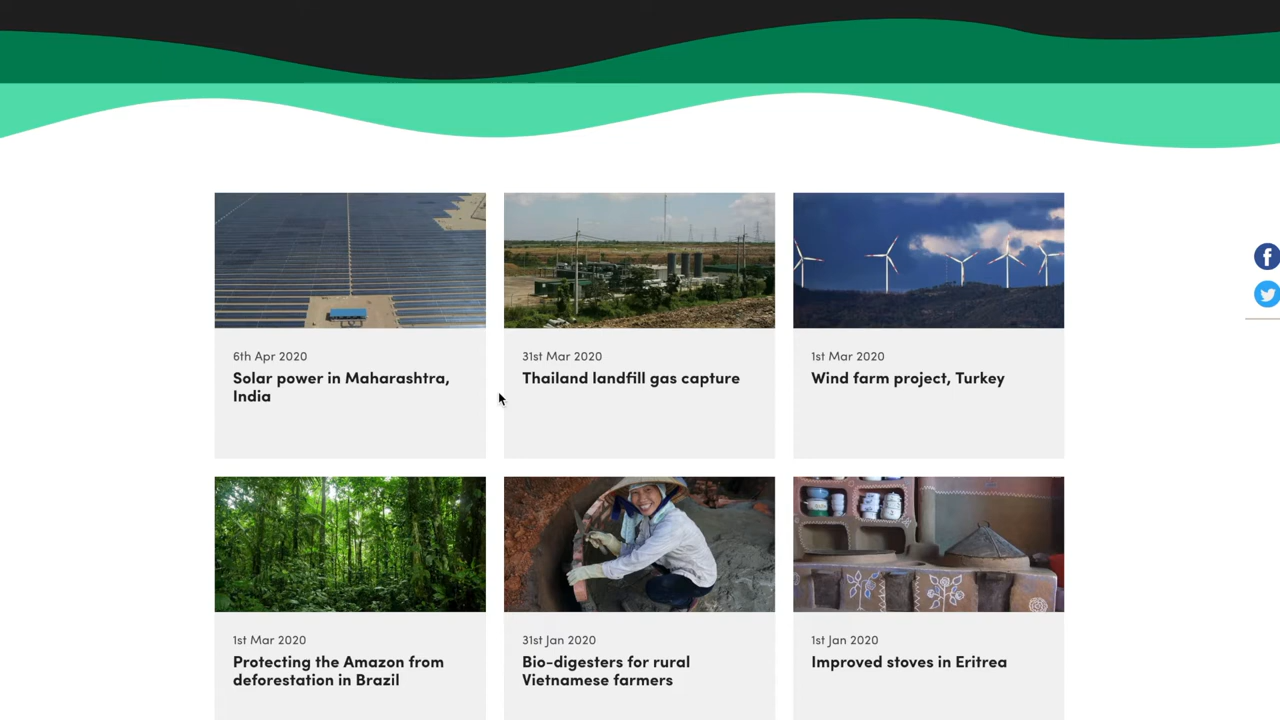 6th Apr 2020
Solar power in Maharashtra,
India
31st Mar 2020
Thailand landfill gas capture
1st Mar 2020
Wind farm project, Turkey
1st Mar 2020
Protecting the Amazon from
deforestation in Brazil
31st Jan 2020
Bio-digesters for rural
Vietnamese farmers
1st Jan 2020
Improved stoves in Eritrea